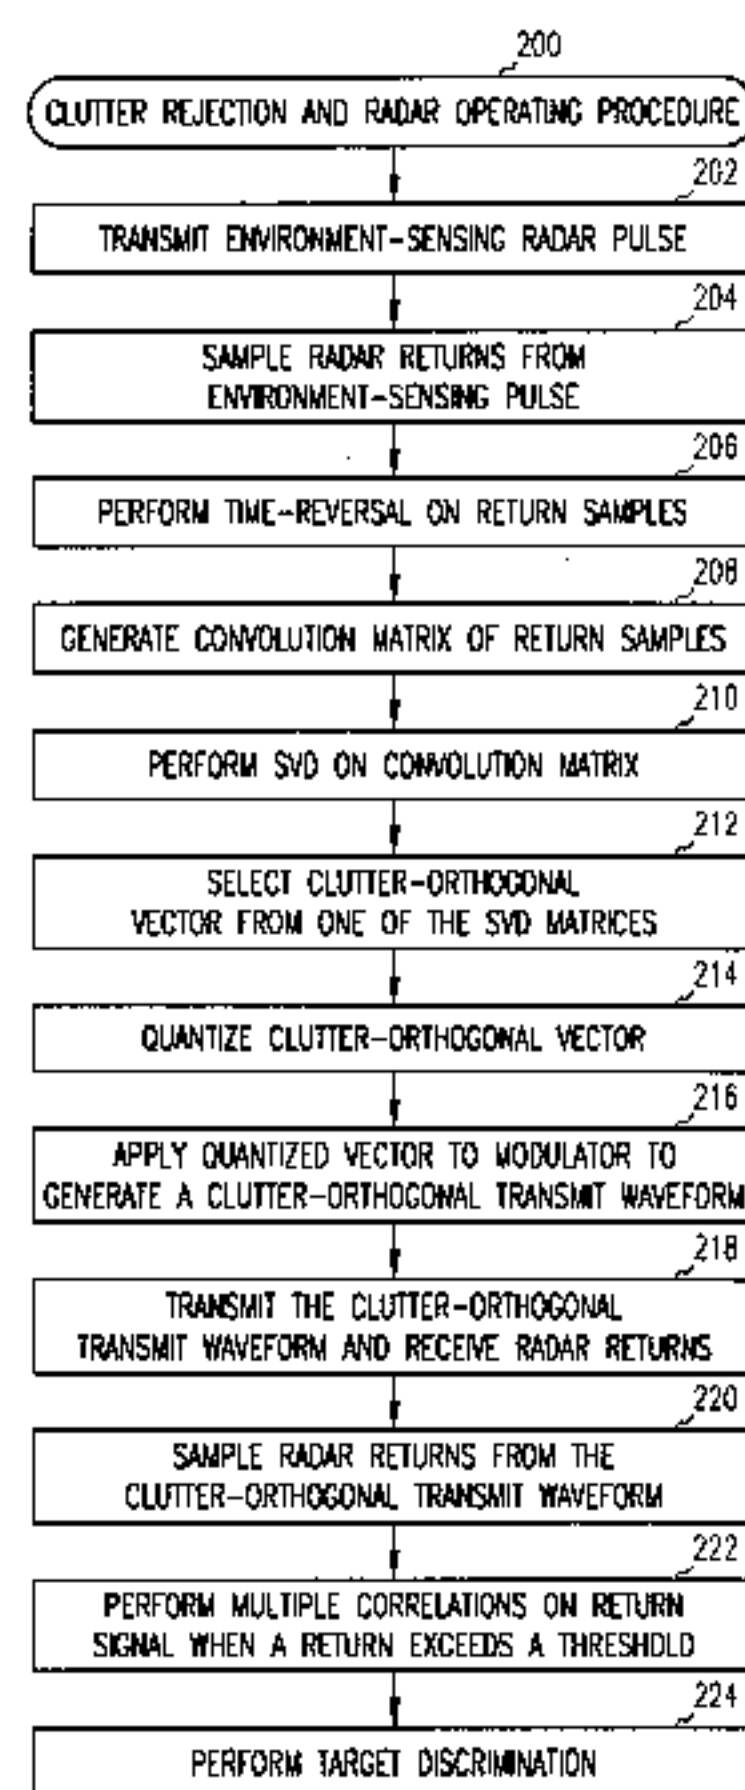 200
CLUTTER REJECTION AND RADAR OPERATING PROCEDURE
202
TRANSMIT ENVIRONMENT-SENSING RADAR PULSE
204
SAMPLE RADAR RETURNS FROM
ENVIRONMENT-SENSING PULSE
206
PERFORM TIME-REVERSAL ON RETURN SAMPLES
208
GENERATE CONVOLUTION MATRIX OF RETURN SAMPLES
210
PERFORM SVD ON CONVOLUTION MATRIX
212
SELECT CLUTTER-ORTHOGONAL
VECTOR FROM ONE OF THE SVD MATRICES
214
QUANTIZE CLUTTER-ORTHOGONAL VECTOR
216
APPLY QUANTIZED VECTOR TO MODULATOR TO
GENERATE A CLUTTER-ORTHOGONAL TRANSMIT WAVEFORM
218
TRANSMIT THE CLUTTER-ORTHOGONAL
TRANSMIT WAVEFORM AND RECEIVE RADAR RETURNS
220
SAMPLE RADAR RETURNS FROM THE
CLUTTER-ORTHOGONAL TRANSMIT WAVEFORM
222
PERFORM MULTIPLE CORRELATIONS ON RETURN
SIGNAL WHEN A RETURN EXCEEDS A THRESHOLD
224
PERFORM TARGET DISCRIMINATION